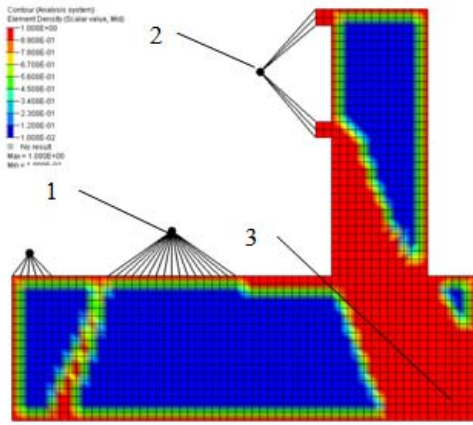 Contour (Analysis system)
Element Density (Scalar value, Mid)
1.000E+00
8.900E-01
7.800E-01
6.700E-01
5.600E-01
4.500E-01
3.400E-01
2.300E-01
1.200E-01
1.000E-02
No result
Max = 1.000E+00
Min =
2
1
3